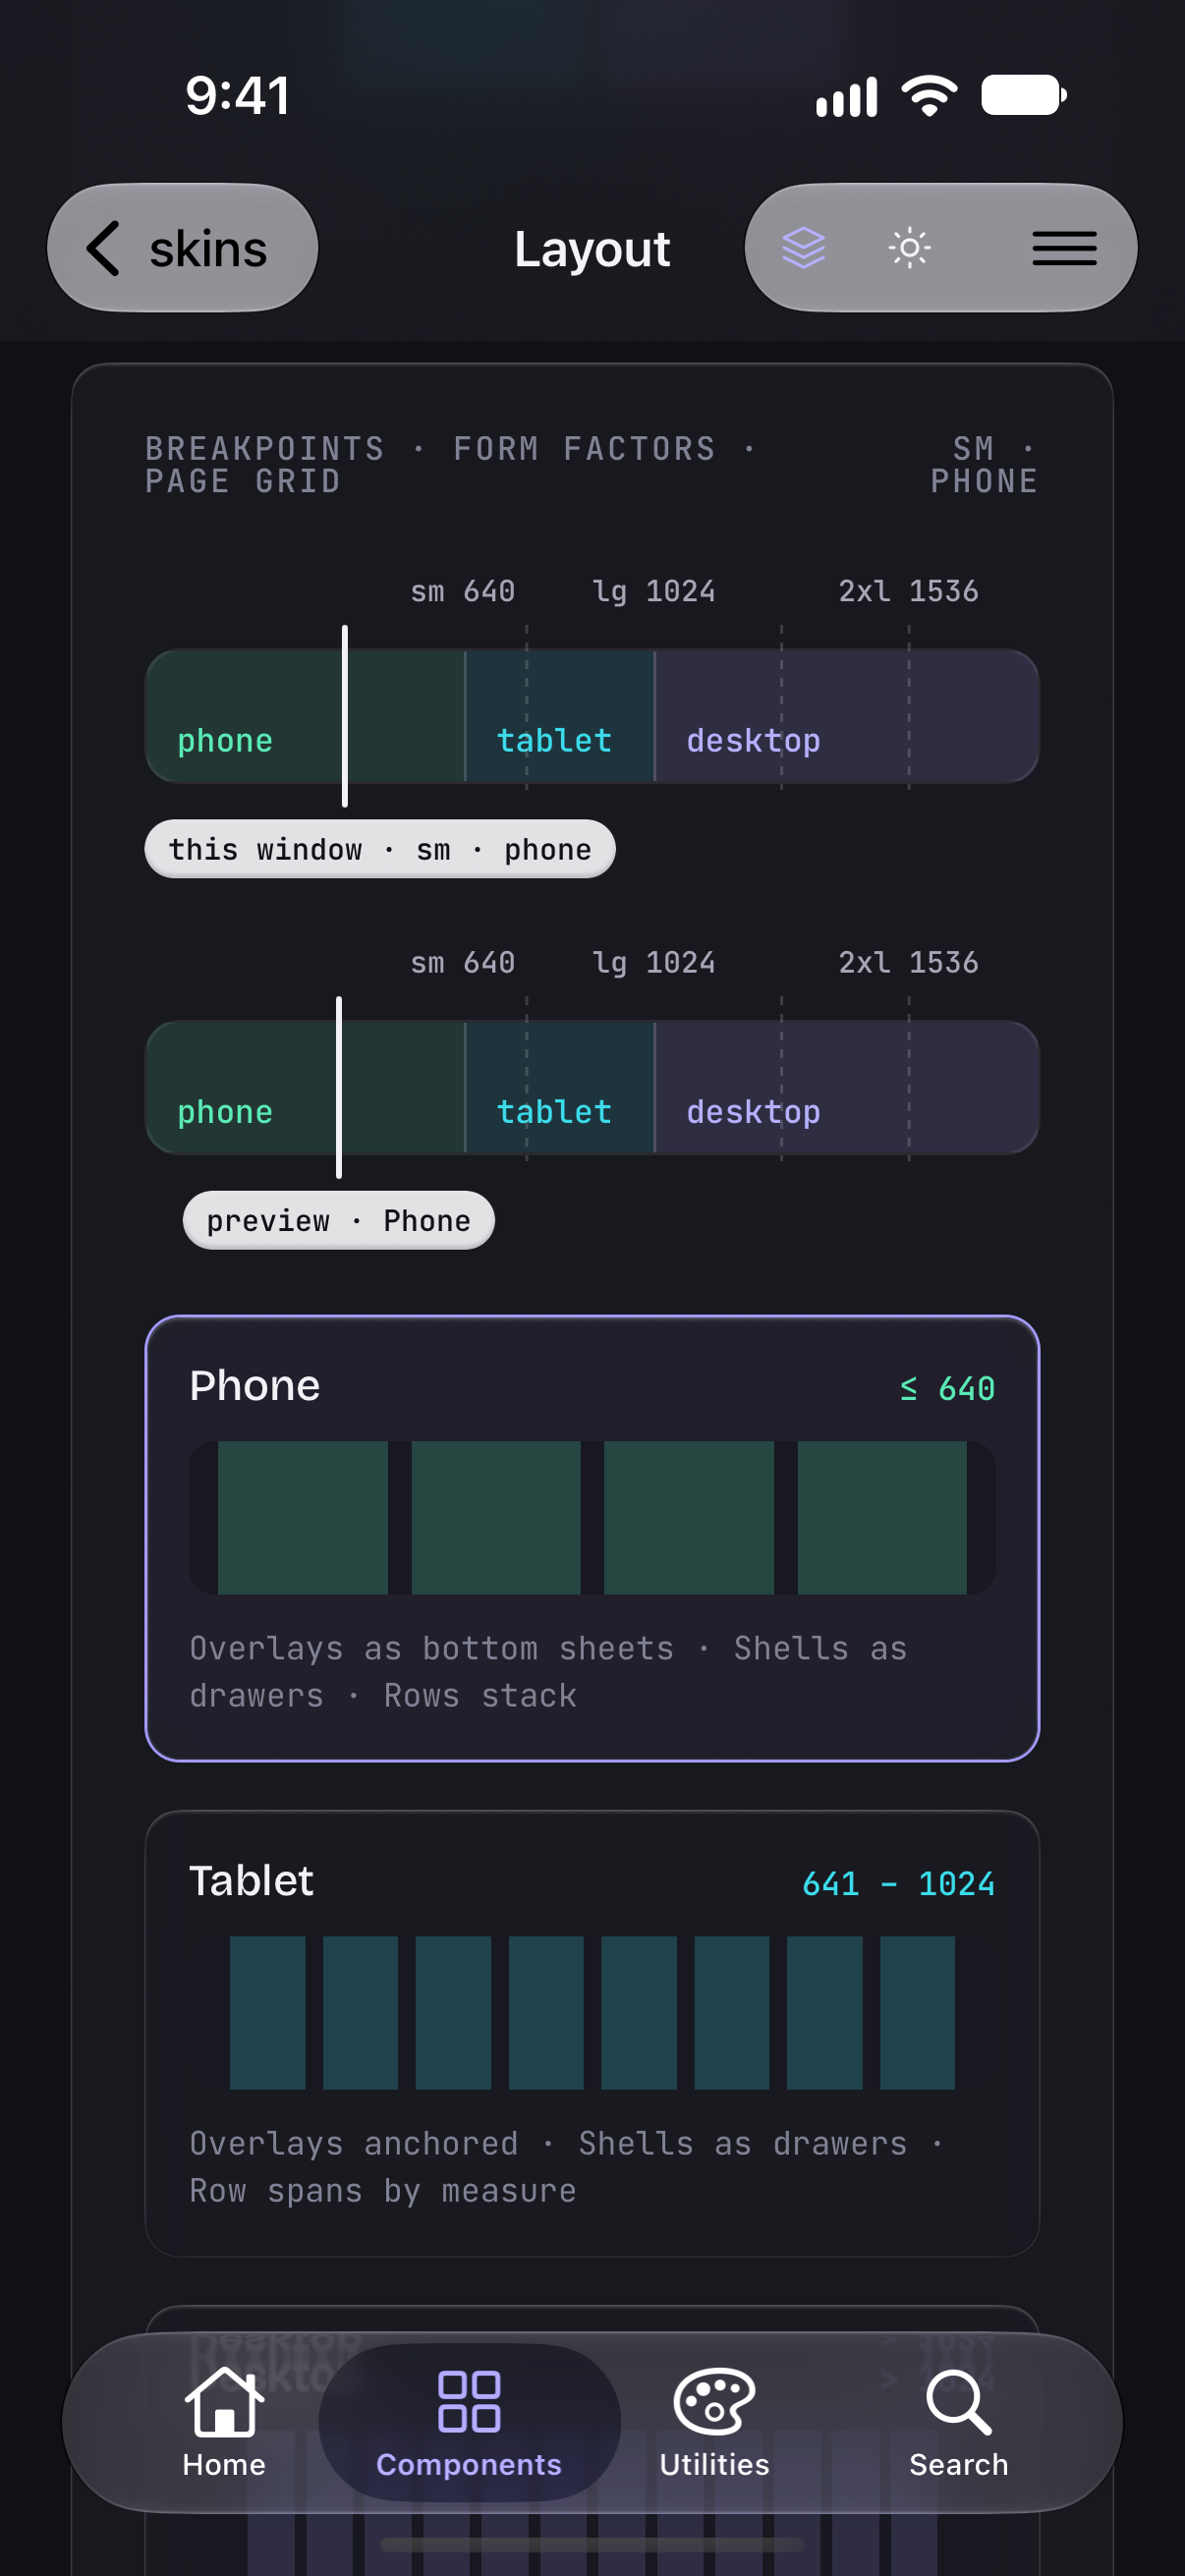 9:41
skins
Layout
BREAKPOINTS · FORM FACTORS ·
PAGE GRID
SM ·
PHONE
sm 640
lg 1024
2xl 1536
phone
tablet
desktop
this window · sm · phone
sm 640
lg 1024
2xl 1536
phone
tablet
desktop
preview · Phone
Phone
≤ 640
Overlays as bottom sheets · Shells as
drawers · Rows stack
Tablet
641 – 1024
Overlays anchored · Shells as drawers ·
Row spans by measure
Home
Components
Utilities
Search